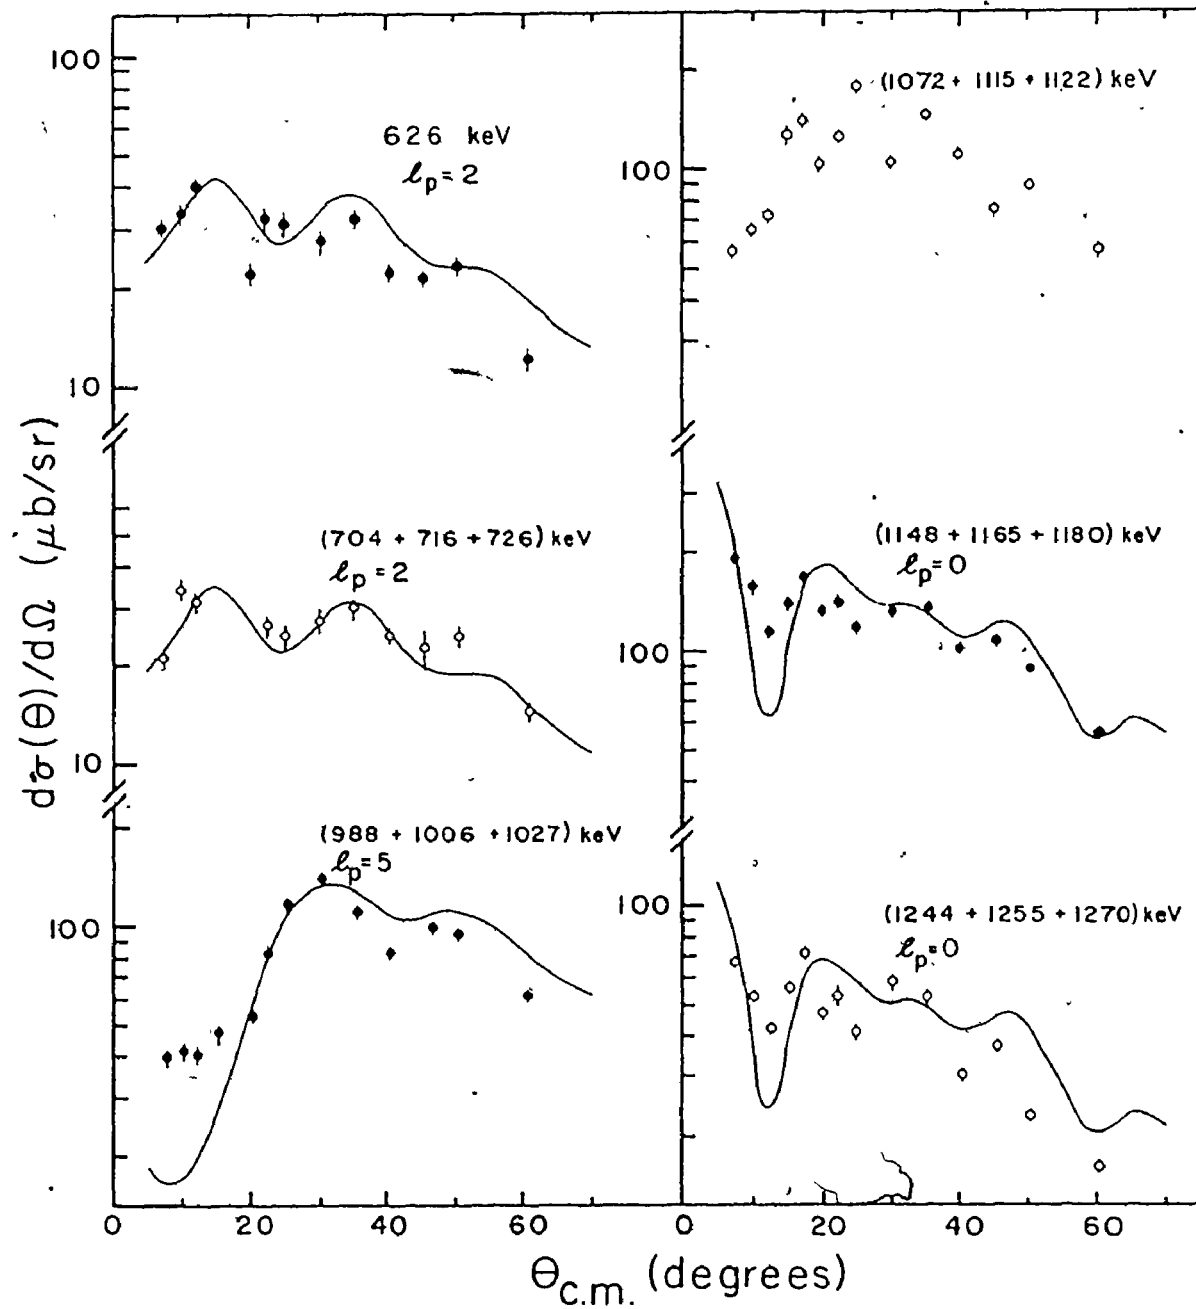 dσ(θ)/dΩ (μb/sr)
100
626 keV
ℓp=2
10
(704 + 716 + 726) keV
ℓp=2
10
(988 + 1006 + 1027) keV
ℓp=5
100
0 20 40 60
(1072 + 1115 + 1122) keV
100
(1148 + 1165 + 1180) keV
ℓp=0
100
100
(1244 + 1255 + 1270) keV
ℓp=0
0 20 40 60
θc.m. (degrees)